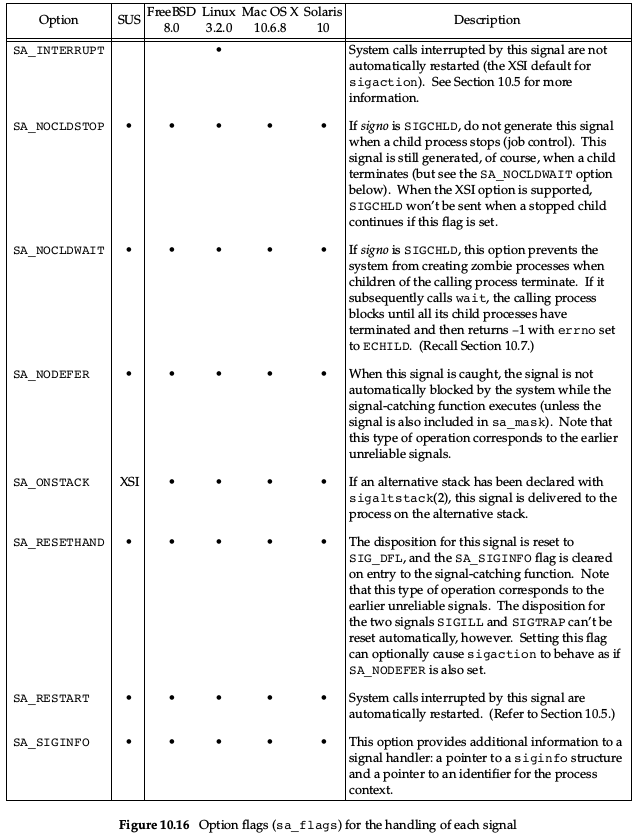 Option SUS FreeBSD 8.0 Linux 3.2.0 Mac OS X 10.6.8 Solaris 10 Description
SA_INTERRUPT • System calls interrupted by this signal are not
automatically restarted (the XSI default for
sigaction). See Section 10.5 for more
information.
SA_NOCLDSTOP • • • • • If signo is SIGCHLD, do not generate this signal
when a child process stops (job control). This
signal is still generated, of course, when a child
terminates (but see the SA_NOCLDWAIT option
below). When the XSI option is supported,
SIGCHLD won't be sent when a stopped child
continues if this flag is set.
SA_NOCLDWAIT • • • • • If signo is SIGCHLD, this option prevents the
system from creating zombie processes when
children of the calling process terminate. If it
subsequently calls wait, the calling process
blocks until all its child processes have
terminated and then returns –1 with errno set
to ECHILD. (Recall Section 10.7.)
SA_NODEFER • • • • • When this signal is caught, the signal is not
automatically blocked by the system while the
signal-catching function executes (unless the
signal is also included in sa_mask). Note that
this type of operation corresponds to the earlier
unreliable signals.
SA_ONSTACK XSI • • • • If an alternative stack has been declared with
sigaltstack(2), this signal is delivered to the
process on the alternative stack.
SA_RESETHAND • • • • • The disposition for this signal is reset to
SIG_DFL, and the SA_SIGINFO flag is cleared
on entry to the signal-catching function. Note
that this type of operation corresponds to the
earlier unreliable signals. The disposition for
the two signals SIGILL and SIGTRAP can't be
reset automatically, however. Setting this flag
can optionally cause sigaction to behave as if
SA_NODEFER is also set.
SA_RESTART • • • • • System calls interrupted by this signal are
automatically restarted. (Refer to Section 10.5.)
SA_SIGINFO • • • • • This option provides additional information to a
signal handler: a pointer to a siginfo structure
and a pointer to an identifier for the process
context.
Figure 10.16 Option flags (sa_flags) for the handling of each signal